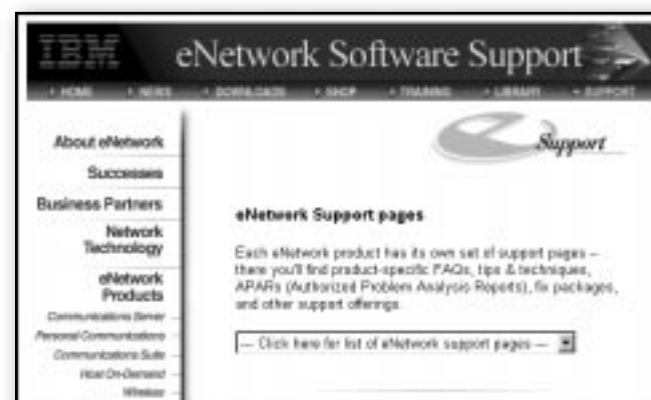 IBM eNetwork Software Support
HOME NEWS DOWNLOADS SHOP TRAINING LIBRARY SUPPORT
e Support
About eNetwork
Successes
Business Partners
Network
Technology
eNetwork
Products
Communications Server
Personal Communications
Communications Suite
Host On-Demand
Wireless
eNetwork Support pages
Each eNetwork product has its own set of support pages –
there you'll find product-specific FAQs, tips & techniques,
APARs (Authorized Problem Analysis Reports), fix packages,
and other support offerings.
--- Click here for list of eNetwork support pages ---